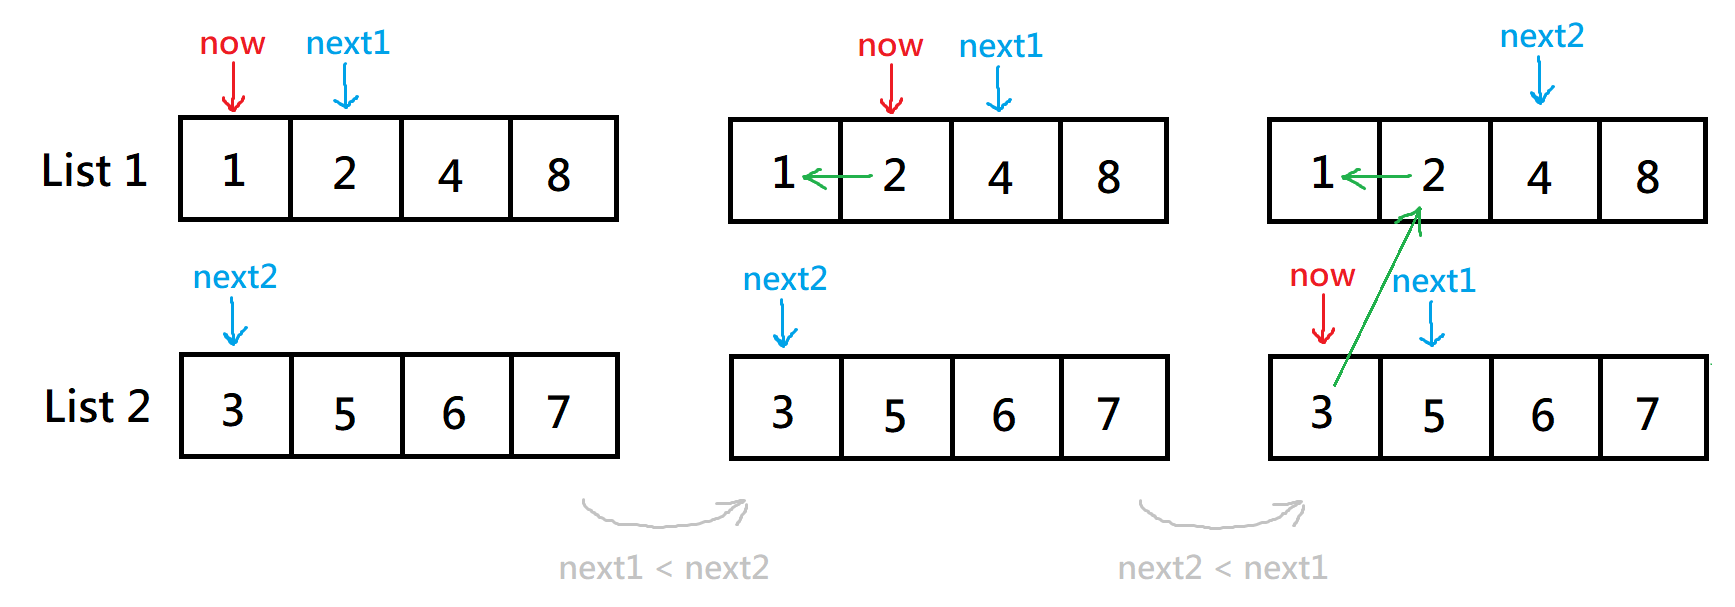 now next1
now next1
next2
List 1 1 2 4 8
1 2 4 8
1 2 4 8
next2
next2
now next1
List 2 3 5 6 7
3 5 6 7
3 5 6 7
next1 < next2
next2 < next1